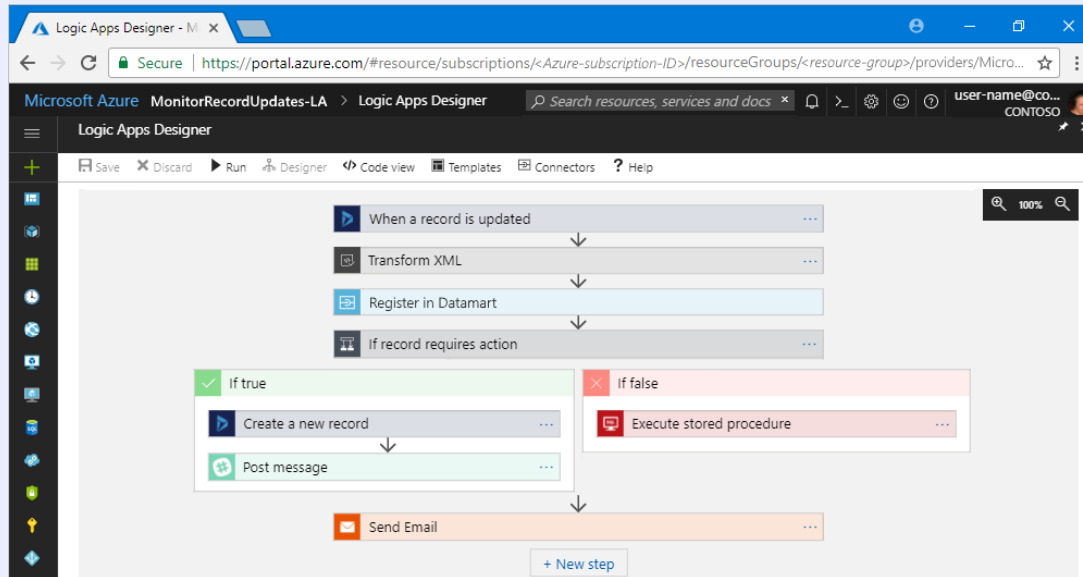 Logic Apps Designer - M
Secure | https://portal.azure.com/#resource/subscriptions/<Azure-subscription-ID>/resourceGroups/<resource-group>/providers/Micro...
Microsoft Azure MonitorRecordUpdates-LA > Logic Apps Designer Search resources, services and docs user-name@co...
CONTOSO
Logic Apps Designer
Save Discard Run Designer Code view Templates Connectors ? Help
100%
When a record is updated
Transform XML
Register in Datamart
If record requires action
If true
If false
Create a new record
Execute stored procedure
Post message
Send Email
+ New step